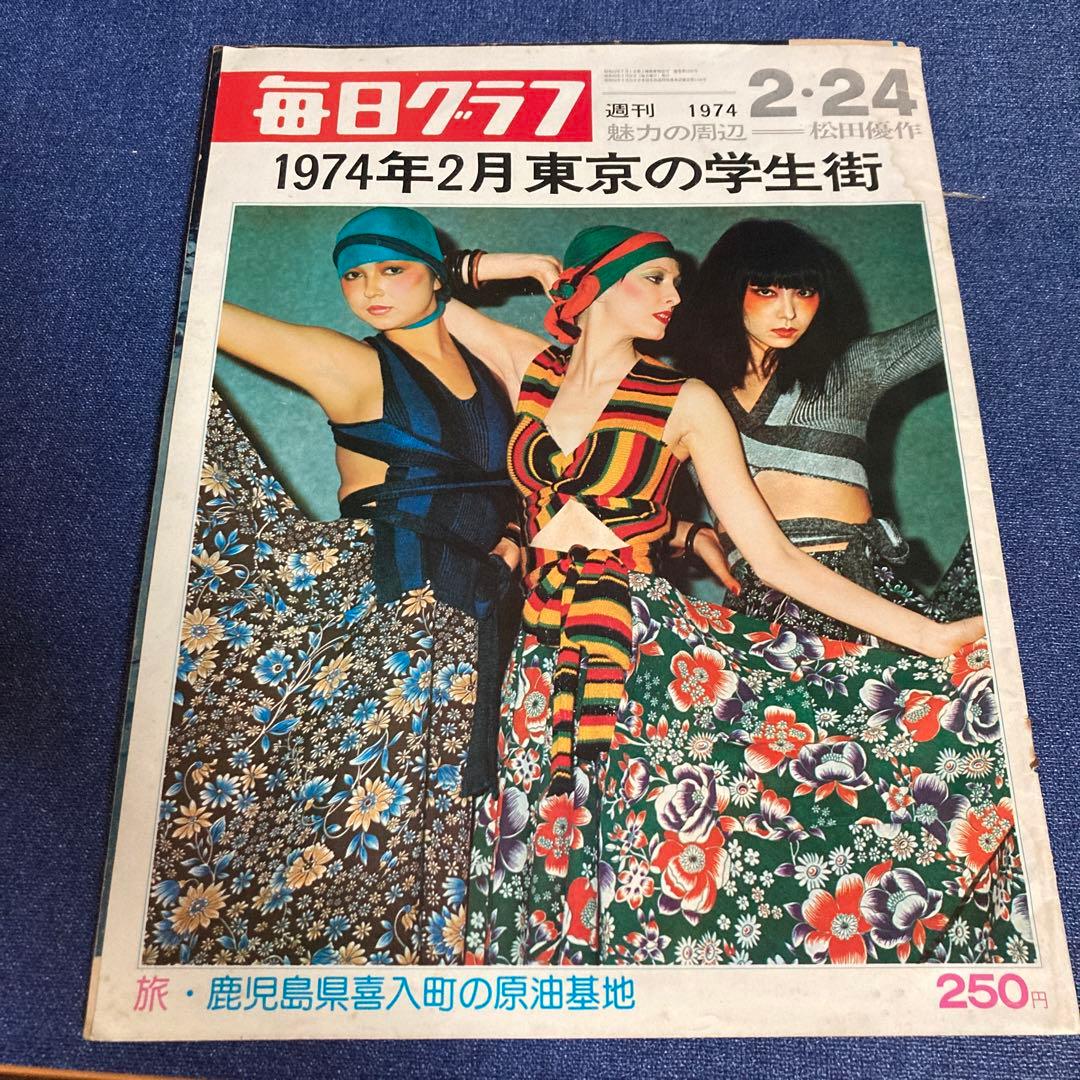 毎日グラフ
週刊 1974 2・24
魅力の周辺——松田優作
1974年2月東京の学生街
旅・鹿児島県喜入町の原油基地
250円